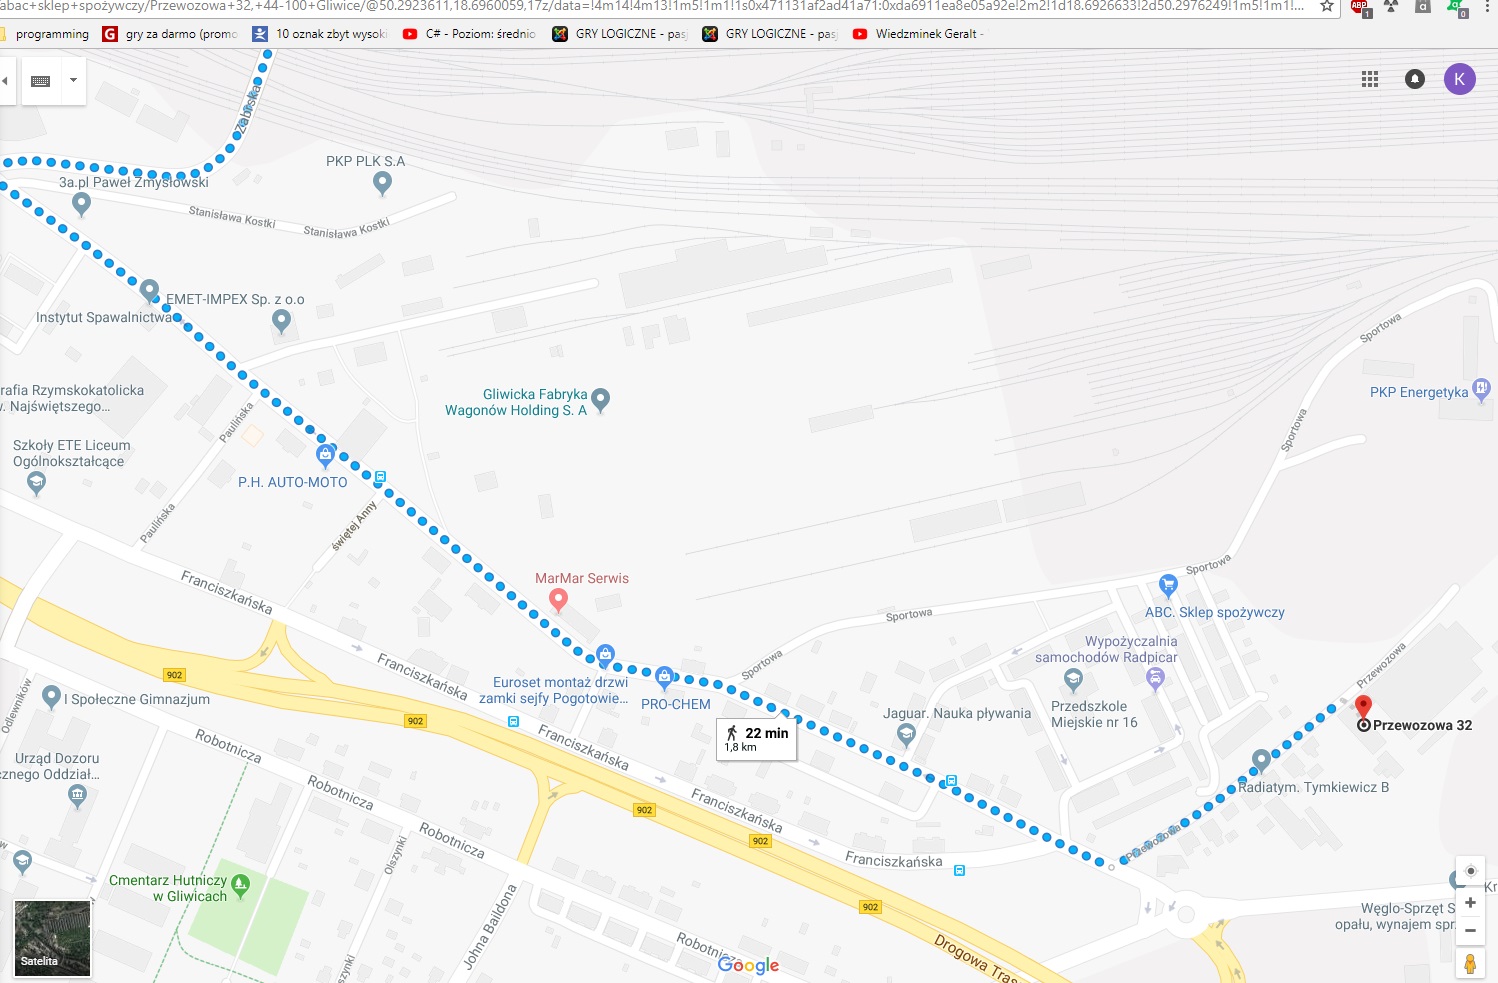 abac+sklep+spożywczy/Przewozowa+32,+44-100+Gliwice/@50.2923611,18.6960059,17z/data=!4m14!4m13!1m5!1m1!1s0x471131af2ad41a71:0xda6911ea8e05a92e!2m2!1d18.6926633!2d50.2976249!1m5!1m1!...
programming
gry za darmo (promo
10 oznak zbyt wysoki
C# - Poziom: średnio
GRY LOGICZNE - pasj
GRY LOGICZNE - pasj
Wiedzminek Geralt -
ABP
1
a
0
K
Zabrska
PKP PLK S.A
3a.pl Paweł Zmysłowski
Stanisława Kostki
Stanisława Kostki
EMET-IMPEX Sp. z o.o
Instytut Spawalnictwa
Sportowa
rafia Rzymskokatolicka
w. Najświętszego...
Gliwicka Fabryka
Wagonów Holding S. A
PKP Energetyka
Paulińska
Sportowa
Szkoły ETE Liceum
Ogólnokształcące
P.H. AUTO-MOTO
Paulińska
świętej Anny
Franciszkańska
MarMar Serwis
Sportowa
ABC. Sklep spożywczy
Sportowa
Wypożyczalnia
samochodów Radpicar
Przewozowa
Franciszkańska
Sportowa
902
Euroset montaż drzwi
zamki sejfy Pogotowie...
PRO-CHEM
I Społeczne Gimnazjum
Odlewników
Przedszkole
Miejskie nr 16
Jaguar. Nauka pływania
Przewozowa 32
902
22 min
1,8 km
Franciszkańska
Robotnicza
Urząd Dozoru
cznego Oddział...
Robotnicza
Radiatym. Tymkiewicz B
Franciszkańska
902
Robotnicza
902
Przewozowa
Olszynki
Franciszkańska
Cmentarz Hutniczy
w Gliwicach
Johna Baildona
902
Kr
Węglo-Sprzęt S
opału, wynajem spr...
Robotnicza
Drogowa Tras
Olszynki
Satelita
Google